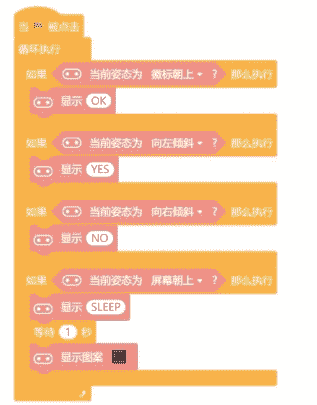 当 被点击
循环执行
如果 当前姿态为 徽标朝上 ? 那么执行
显示 OK
如果 当前姿态为 向左倾斜 ? 那么执行
显示 YES
如果 当前姿态为 向右倾斜 ? 那么执行
显示 NO
如果 当前姿态为 屏幕朝上 ? 那么执行
显示 SLEEP
等待 1 秒
显示图案